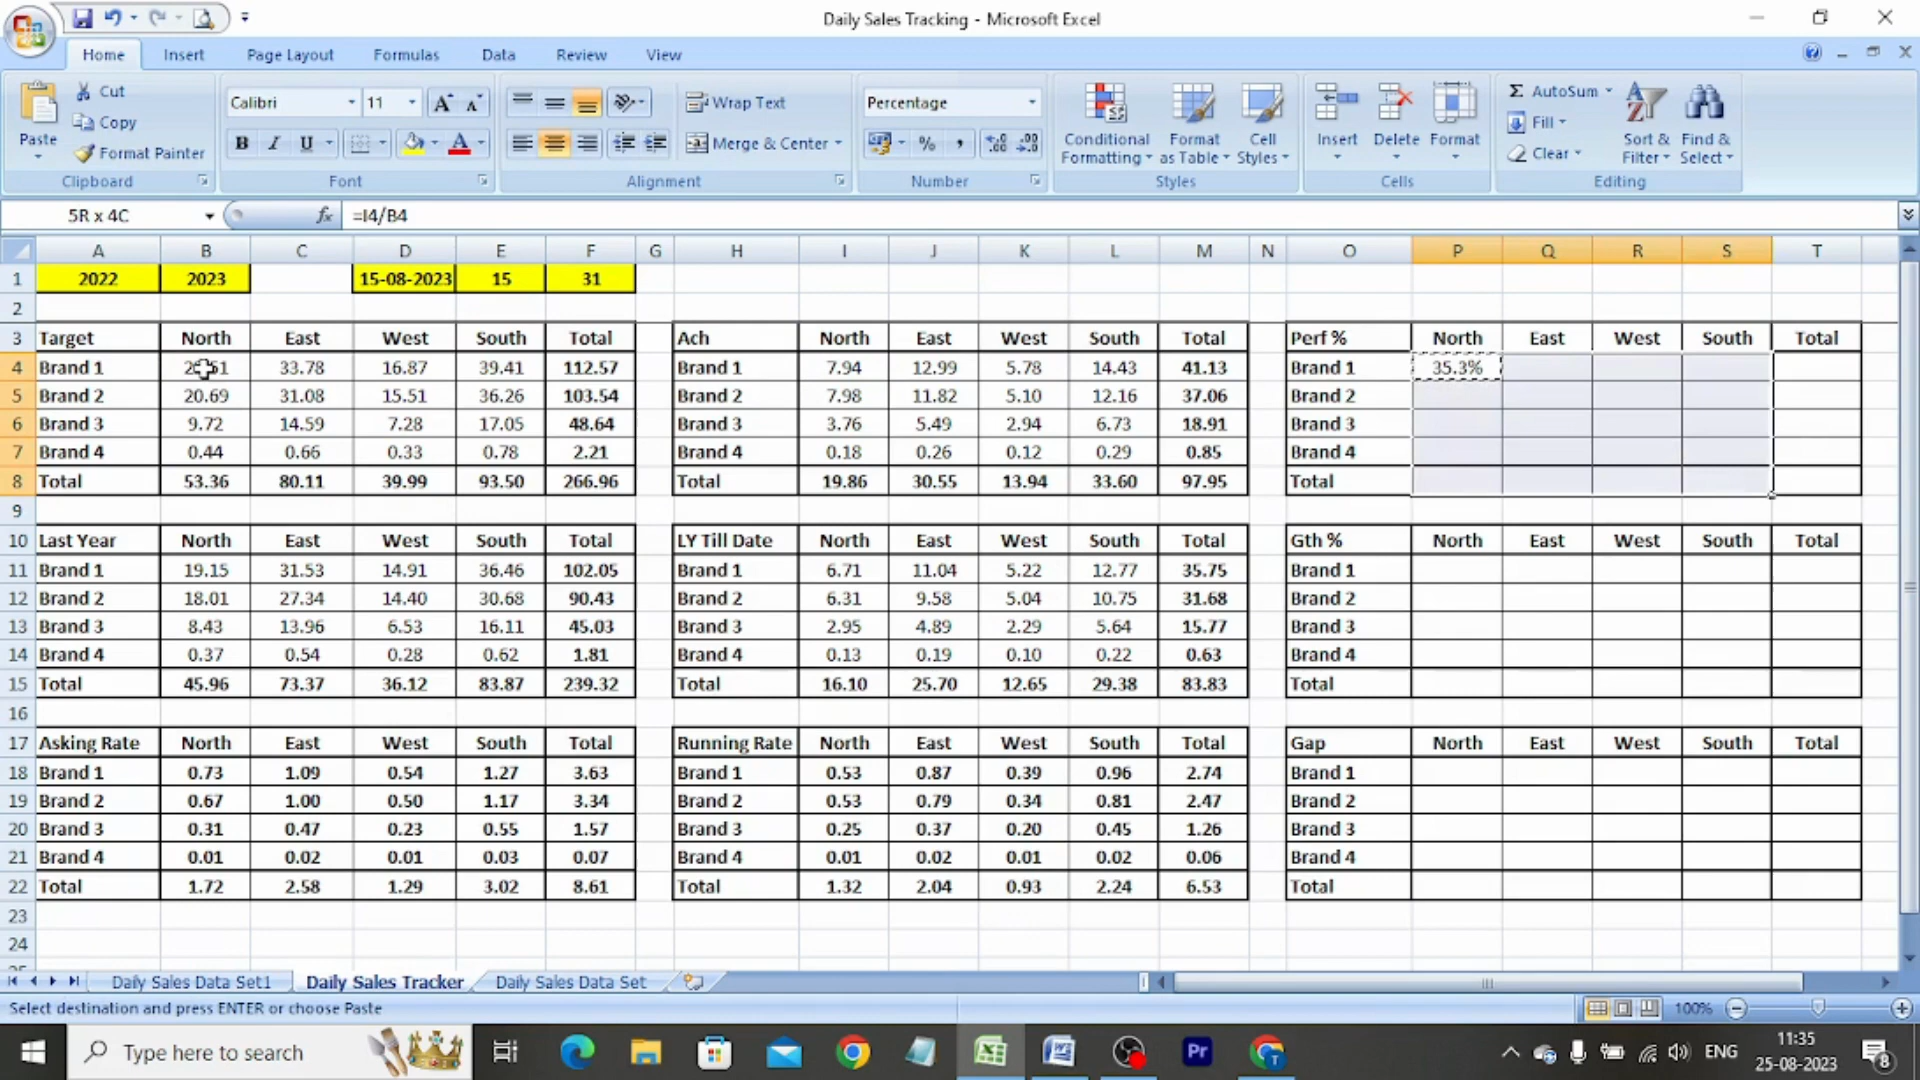 Daily Sales Tracking - Microsoft Excel
Home Insert Page Layout Formulas Data Review View
Paste Cut Copy Format Painter Clipboard
Calibri 11 B I U Font
Wrap Text Merge & Center Alignment
Percentage % , Number
Conditional Formatting Format as Table Cell Styles Styles
Insert Delete Format Cells
AutoSum Fill Clear Sort & Filter Find & Select Editing
5R x 4C fx =I4/B4
A B C D E F G H I J K L M N O P Q R S T
1 2022 2023 15-08-2023 15 31
2
3 Target North East West South Total Ach North East West South Total Perf % North East West South Total
4 Brand 1 33.78 16.87 39.41 112.57 Brand 1 7.94 12.99 5.78 14.43 41.13 Brand 1 35.3%
5 Brand 2 20.69 31.08 15.51 36.26 103.54 Brand 2 7.98 11.82 5.10 12.16 37.06 Brand 2
6 Brand 3 9.72 14.59 7.28 17.05 48.64 Brand 3 3.76 5.49 2.94 6.73 18.91 Brand 3
7 Brand 4 0.44 0.66 0.33 0.78 2.21 Brand 4 0.18 0.26 0.12 0.29 0.85 Brand 4
8 Total 53.36 80.11 39.99 93.50 266.96 Total 19.86 30.55 13.94 33.60 97.95 Total
9
10 Last Year North East West South Total LY Till Date North East West South Total Gth % North East West South Total
11 Brand 1 19.15 31.53 14.91 36.46 102.05 Brand 1 6.71 11.04 5.22 12.77 35.75 Brand 1
12 Brand 2 18.01 27.34 14.40 30.68 90.43 Brand 2 6.31 9.58 5.04 10.75 31.68 Brand 2
13 Brand 3 8.43 13.96 6.53 16.11 45.03 Brand 3 2.95 4.89 2.29 5.64 15.77 Brand 3
14 Brand 4 0.37 0.54 0.28 0.62 1.81 Brand 4 0.13 0.19 0.10 0.22 0.63 Brand 4
15 Total 45.96 73.37 36.12 83.87 239.32 Total 16.10 25.70 12.65 29.38 83.83 Total
16
17 Asking Rate North East West South Total Running Rate North East West South Total Gap North East West South Total
18 Brand 1 0.73 1.09 0.54 1.27 3.63 Brand 1 0.53 0.87 0.39 0.96 2.74 Brand 1
19 Brand 2 0.67 1.00 0.50 1.17 3.34 Brand 2 0.53 0.79 0.34 0.81 2.47 Brand 2
20 Brand 3 0.31 0.47 0.23 0.55 1.57 Brand 3 0.25 0.37 0.20 0.45 1.26 Brand 3
21 Brand 4 0.01 0.02 0.01 0.03 0.07 Brand 4 0.01 0.02 0.01 0.02 0.06 Brand 4
22 Total 1.72 2.58 1.29 3.02 8.61 Total 1.32 2.04 0.93 2.24 6.53 Total
23
24
Daily Sales Data Set1 Daily Sales Tracker Daily Sales Data Set
Select destination and press ENTER or choose Paste 100%
Type here to search Pr ENG 11:35
25-08-2023 8